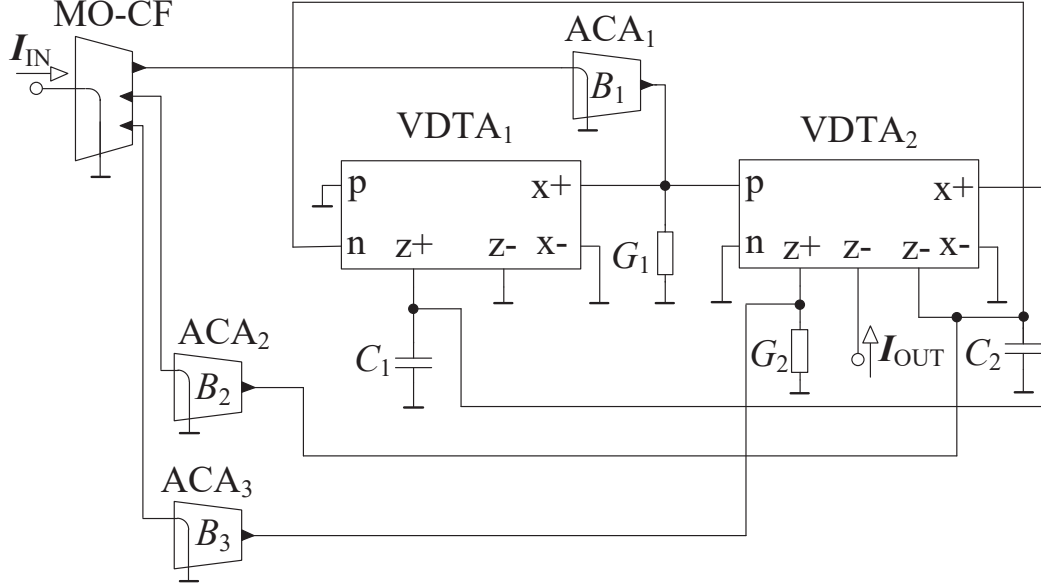 MO-CF
I_IN
ACA₁
B₁
VDTA₁
VDTA₂
p
x+
n
z+
z-
x-
G₁
p
x+
n
z+
z-
z-
x-
ACA₂
B₂
C₁
G₂
I_OUT
C₂
ACA₃
B₃